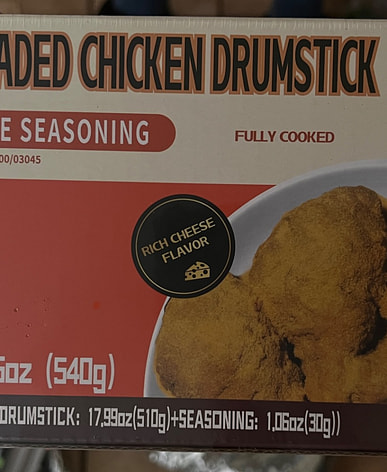 ADED CHICKEN DRUMSTICK
E SEASONING
FULLY COOKED
00/03045
RICH CHEESE
FLAVOR
5oz (540g)
DRUMSTICK: 17,99oz(510g)+SEASONING: 1,06oz(30g))